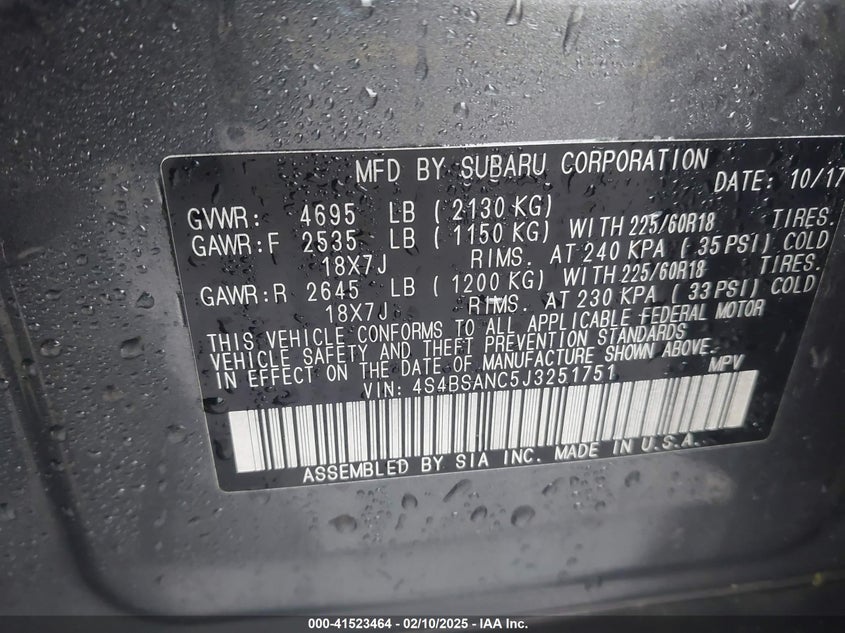 MFD BY SUBARU CORPORATION DATE: 10/17
GVWR: 4695 LB ( 2130 KG)
GAWR:F 2535 LB ( 1150 KG) WITH 225/60R18 TIRES.
18X7J RIMS. AT 240 KPA ( 35 PSI) COLD
GAWR:R 2645 LB ( 1200 KG) WITH 225/60R18 TIRES.
18X7J RIMS. AT 230 KPA ( 33 PSI) COLD
THIS VEHICLE CONFORMS TO ALL APPLICABLE FEDERAL MOTOR
VEHICLE SAFETY AND THEFT PREVENTION STANDARDS
IN EFFECT ON THE DATE OF MANUFACTURE SHOWN ABOVE.
VIN: 4S4BSANC5J3251751 MPV
ASSEMBLED BY SIA INC. MADE IN U.S.A.
000-41523464 — 02/10/2025 — IAA Inc.